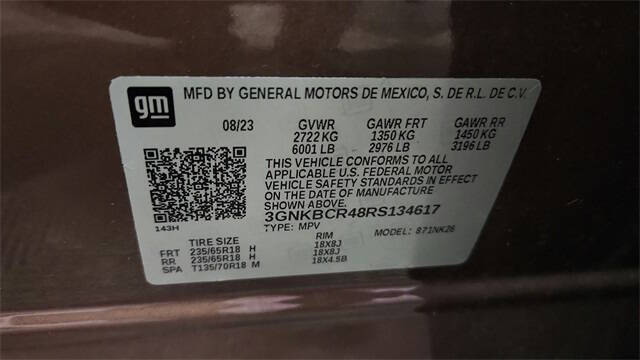 gm MFD BY GENERAL MOTORS DE MEXICO, S. DE R.L. DE C.V.
08/23 GVWR GAWR FRT GAWR RR
2722 KG 1350 KG 1450 KG
6001 LB 2976 LB 3196 LB
THIS VEHICLE CONFORMS TO ALL
APPLICABLE U.S. FEDERAL MOTOR
VEHICLE SAFETY STANDARDS IN EFFECT
ON THE DATE OF MANUFACTURE
SHOWN ABOVE.
3GNKBCR48RS134617
143H TYPE: MPV MODEL: 871NK26
TIRE SIZE RIM
FRT 235/65R18 H 18X8J
RR 235/65R18 H 18X8J
SPA T135/70R18 M 18X4.5B